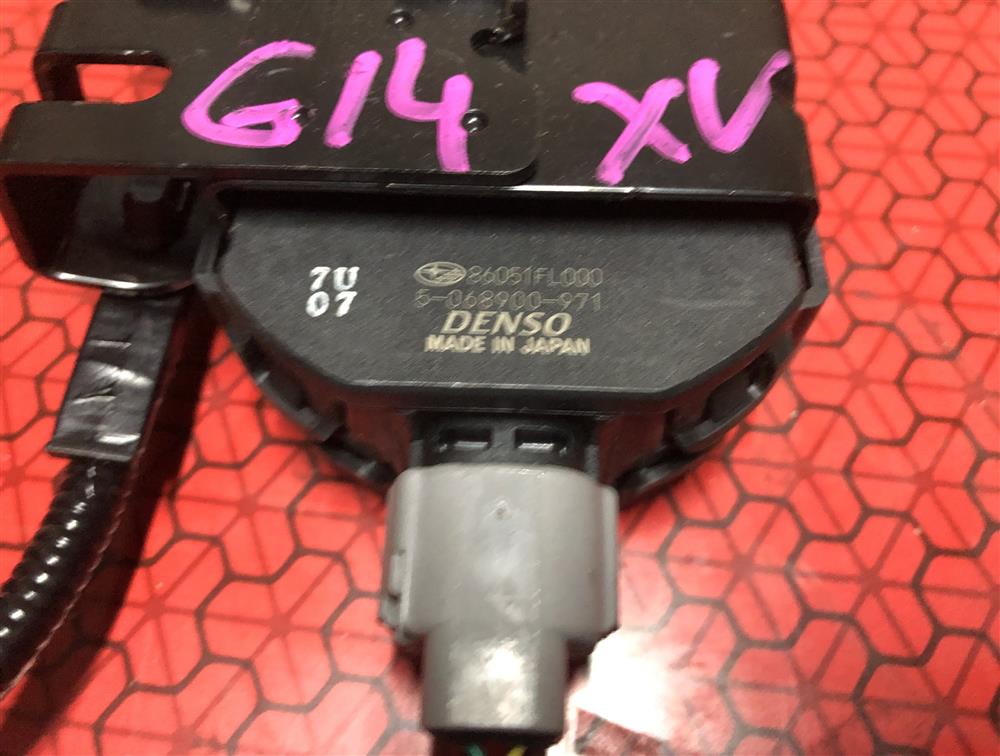 G14 XV
7U
07
86051FL000
5-068900-971
DENSO
MADE IN JAPAN